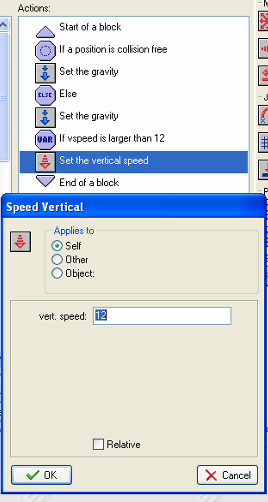 Actions:
Start of a block
If a position is collision free
Set the gravity
ELSE Else
Set the gravity
VAR If vspeed is larger than 12
Set the vertical speed
End of a block
Speed Vertical
Applies to
Self
Other
Object:
vert. speed: 12
Relative
OK Cancel